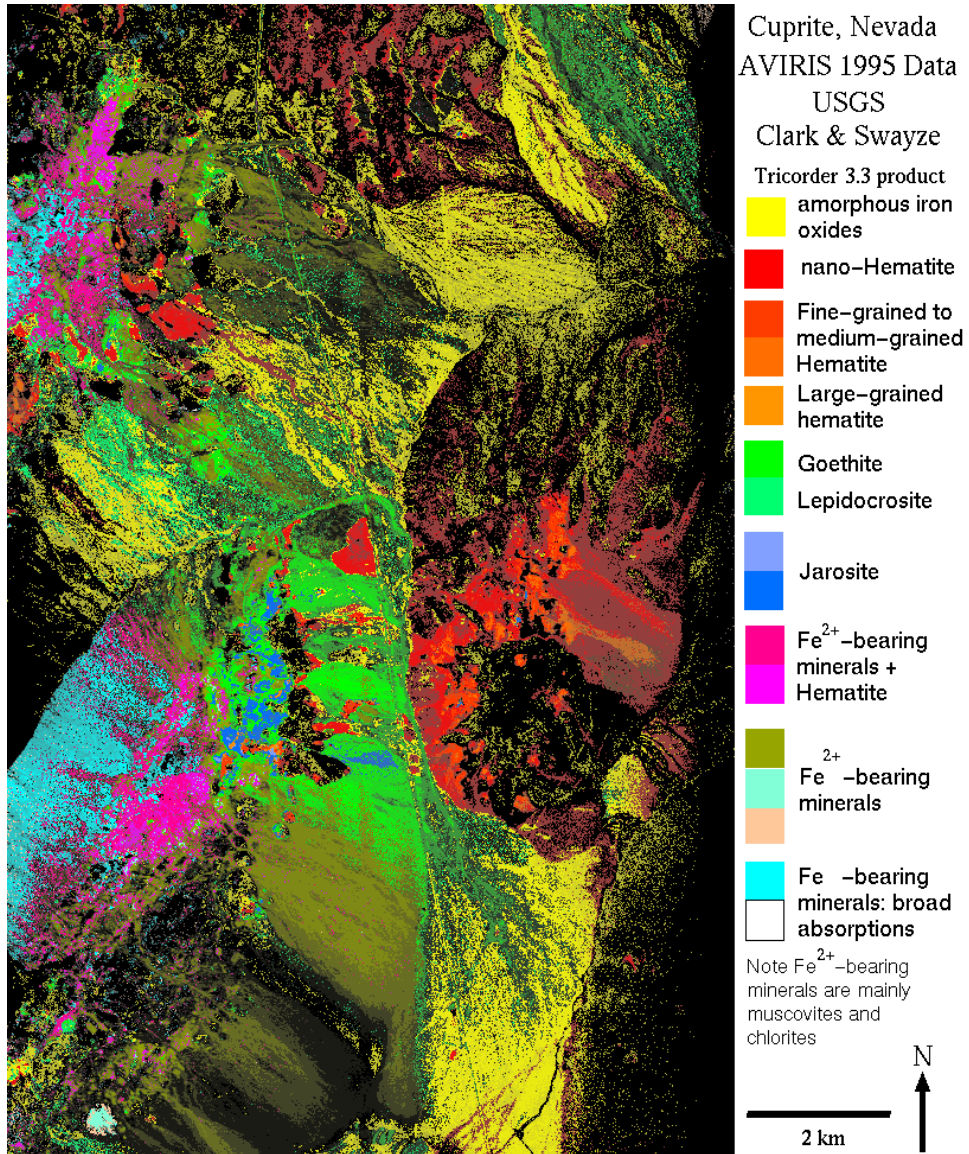 Cuprite, Nevada
AVIRIS 1995 Data
USGS
Clark & Swayze
Tricorder 3.3 product
amorphous iron
oxides
nano-Hematite
Fine-grained to
medium-grained
Hematite
Large-grained
hematite
Goethite
Lepidocrosite
Jarosite
Fe2+-bearing
minerals +
Hematite
Fe2+-bearing
minerals
Fe -bearing
minerals: broad
absorptions
Note Fe2+-bearing
minerals are mainly
muscovites and
chlorites
N
2 km